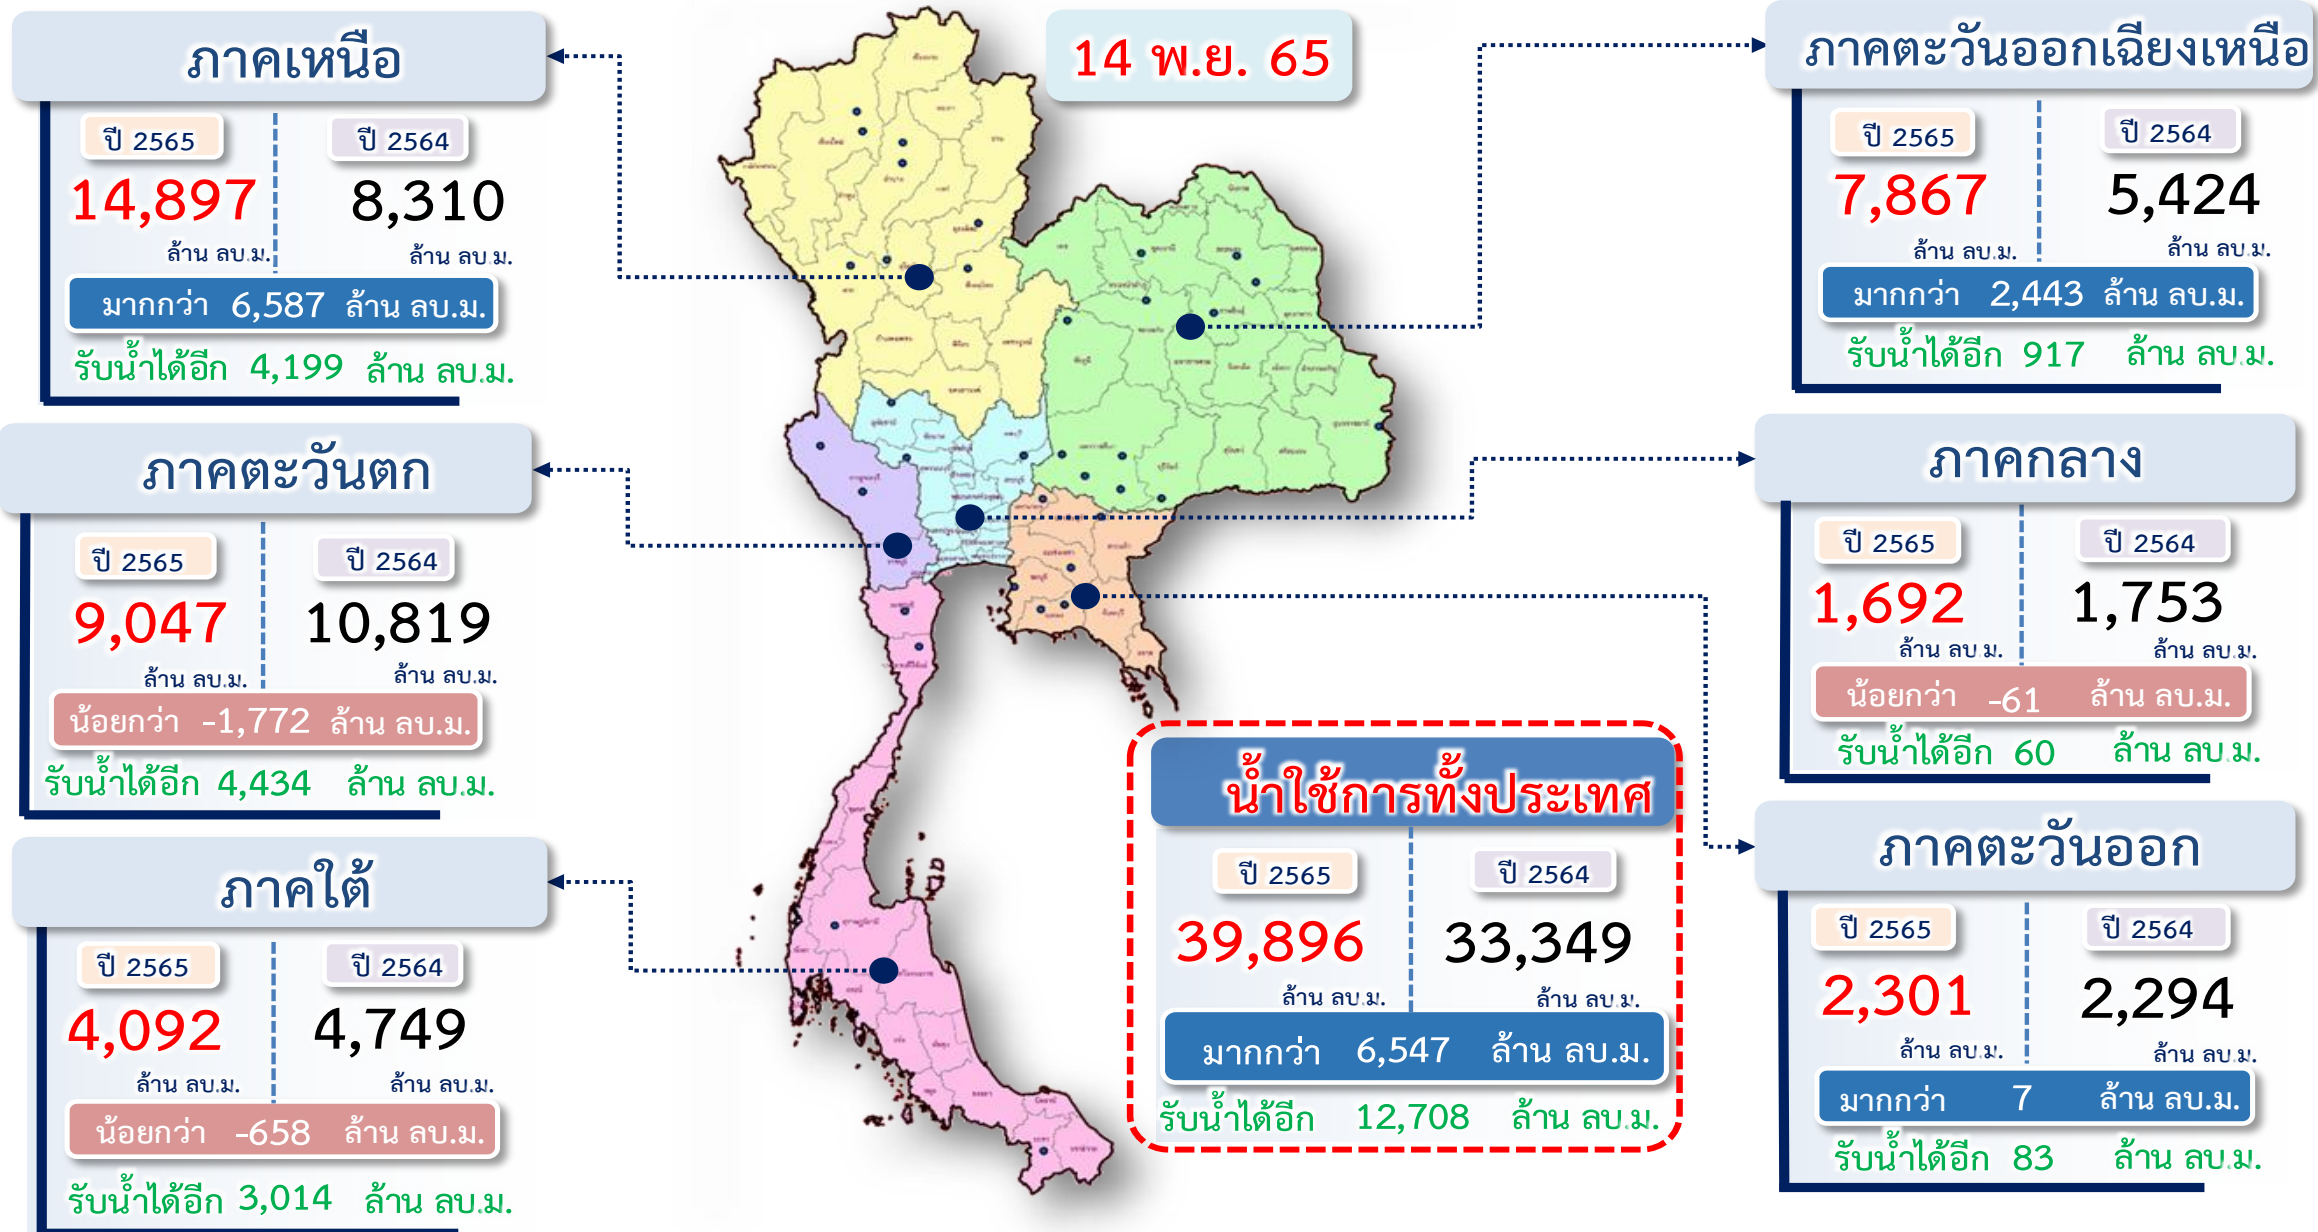 14 พ.ย. 65
ภาคเหนือ
ปี 2565 ปี 2564
14,897 8,310
ล้าน ลบ.ม. ล้าน ลบ.ม.
มากกว่า 6,587 ล้าน ลบ.ม.
รับน้ำได้อีก 4,199 ล้าน ลบ.ม.
ภาคตะวันตก
ปี 2565 ปี 2564
9,047 10,819
ล้าน ลบ.ม. ล้าน ลบ.ม.
น้อยกว่า -1,772 ล้าน ลบ.ม.
รับน้ำได้อีก 4,434 ล้าน ลบ.ม.
ภาคใต้
ปี 2565 ปี 2564
4,092 4,749
ล้าน ลบ.ม. ล้าน ลบ.ม.
น้อยกว่า -658 ล้าน ลบ.ม.
รับน้ำได้อีก 3,014 ล้าน ลบ.ม.
น้ำใช้การทั้งประเทศ
ปี 2565 ปี 2564
39,896 33,349
ล้าน ลบ.ม. ล้าน ลบ.ม.
มากกว่า 6,547 ล้าน ลบ.ม.
รับน้ำได้อีก 12,708 ล้าน ลบ.ม.
ภาคตะวันออกเฉียงเหนือ
ปี 2565 ปี 2564
7,867 5,424
ล้าน ลบ.ม. ล้าน ลบ.ม.
มากกว่า 2,443 ล้าน ลบ.ม.
รับน้ำได้อีก 917 ล้าน ลบ.ม.
ภาคกลาง
ปี 2565 ปี 2564
1,692 1,753
ล้าน ลบ.ม. ล้าน ลบ.ม.
น้อยกว่า -61 ล้าน ลบ.ม.
รับน้ำได้อีก 60 ล้าน ลบ.ม.
ภาคตะวันออก
ปี 2565 ปี 2564
2,301 2,294
ล้าน ลบ.ม. ล้าน ลบ.ม.
มากกว่า 7 ล้าน ลบ.ม.
รับน้ำได้อีก 83 ล้าน ลบ.ม.